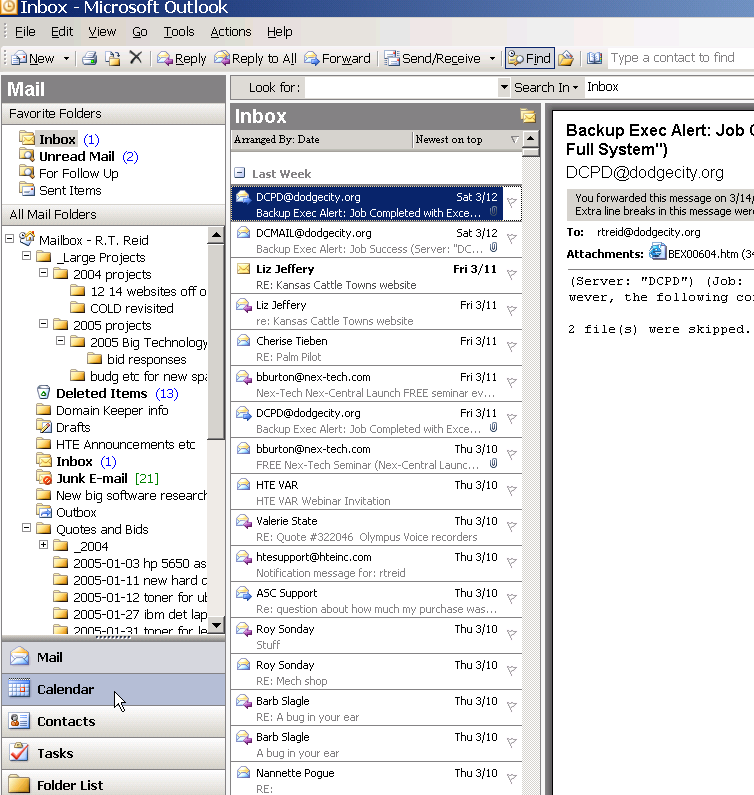 Inbox - Microsoft Outlook
File Edit View Go Tools Actions Help
New Reply Reply to All Forward Send/Receive Find Type a contact to find
Mail
Look for: Search In Inbox
Favorite Folders
Inbox (1)
Unread Mail (2)
For Follow Up
Sent Items
All Mail Folders
Mailbox - R.T. Reid
_Large Projects
2004 projects
12 14 websites off o
COLD revisited
2005 projects
2005 Big Technology
bid responses
budg etc for new spa
Deleted Items (13)
Domain Keeper info
Drafts
HTE Announcements etc
Inbox (1)
Junk E-mail [21]
New big software research
Outbox
Quotes and Bids
_2004
2005-01-03 hp 5650 as
2005-01-11 new hard c
2005-01-12 toner for ub
2005-01-27 ibm det lap
2005-01-31 toner for le
Mail
Calendar
Contacts
Tasks
Folder List
Inbox
Arranged By: Date Newest on top
Last Week
DCPD@dodgecity.org Sat 3/12
Backup Exec Alert: Job Completed with Exce...
DCMAIL@dodgecity.org Sat 3/12
Backup Exec Alert: Job Success (Server: "DC...
Liz Jeffery Fri 3/11
RE: Kansas Cattle Towns website
Liz Jeffery Fri 3/11
re: Kansas Cattle Towns website
Cherise Tieben Fri 3/11
RE: Palm Pilot
bburton@nex-tech.com Fri 3/11
Nex-Tech Nex-Central Launch FREE seminar ev...
DCPD@dodgecity.org Fri 3/11
Backup Exec Alert: Job Completed with Exce...
bburton@nex-tech.com Thu 3/10
FREE Nex-Tech Seminar (Nex-Central Launc...
HTE VAR Thu 3/10
HTE VAR Webinar Invitation
Valerie State Thu 3/10
RE: Quote #322046 Olympus Voice recorders
htesupport@hteinc.com Thu 3/10
Notification message for: rtreid
ASC Support Thu 3/10
Re: question about how much my purchase was...
Roy Sonday Thu 3/10
Stuff
Roy Sonday Thu 3/10
RE: Mech shop
Barb Slagle Thu 3/10
RE: A bug in your ear
Barb Slagle Thu 3/10
A bug in your ear
Nannette Pogue Thu 3/10
RE:
Backup Exec Alert: Job C
Full System")
DCPD@dodgecity.org
You forwarded this message on 3/14/
Extra line breaks in this message were
To: rtreid@dodgecity.org
Attachments: BEX00604.htm (34
(Server: "DCPD") (Job:
wever, the following co
2 file(s) were skipped.